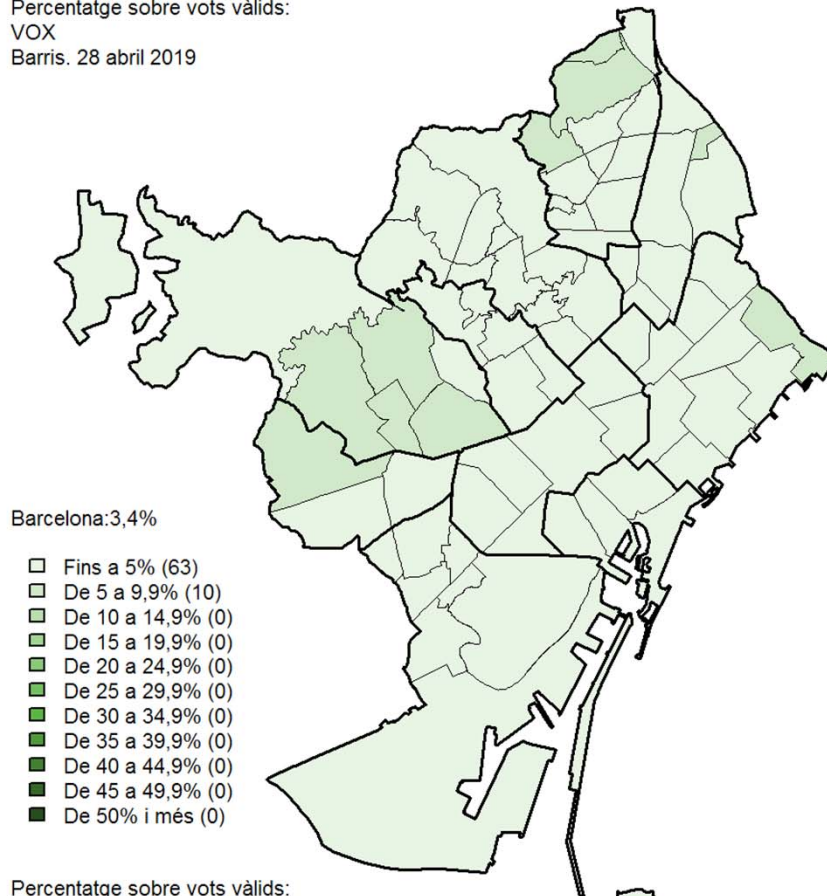 Percentatge sobre vots vàlids:
VOX
Barris. 28 abril 2019
Barcelona:3,4%
Fins a 5% (63)
De 5 a 9,9% (10)
De 10 a 14,9% (0)
De 15 a 19,9% (0)
De 20 a 24,9% (0)
De 25 a 29,9% (0)
De 30 a 34,9% (0)
De 35 a 39,9% (0)
De 40 a 44,9% (0)
De 45 a 49,9% (0)
De 50% i més (0)
Percentatge sobre vots vàlids: